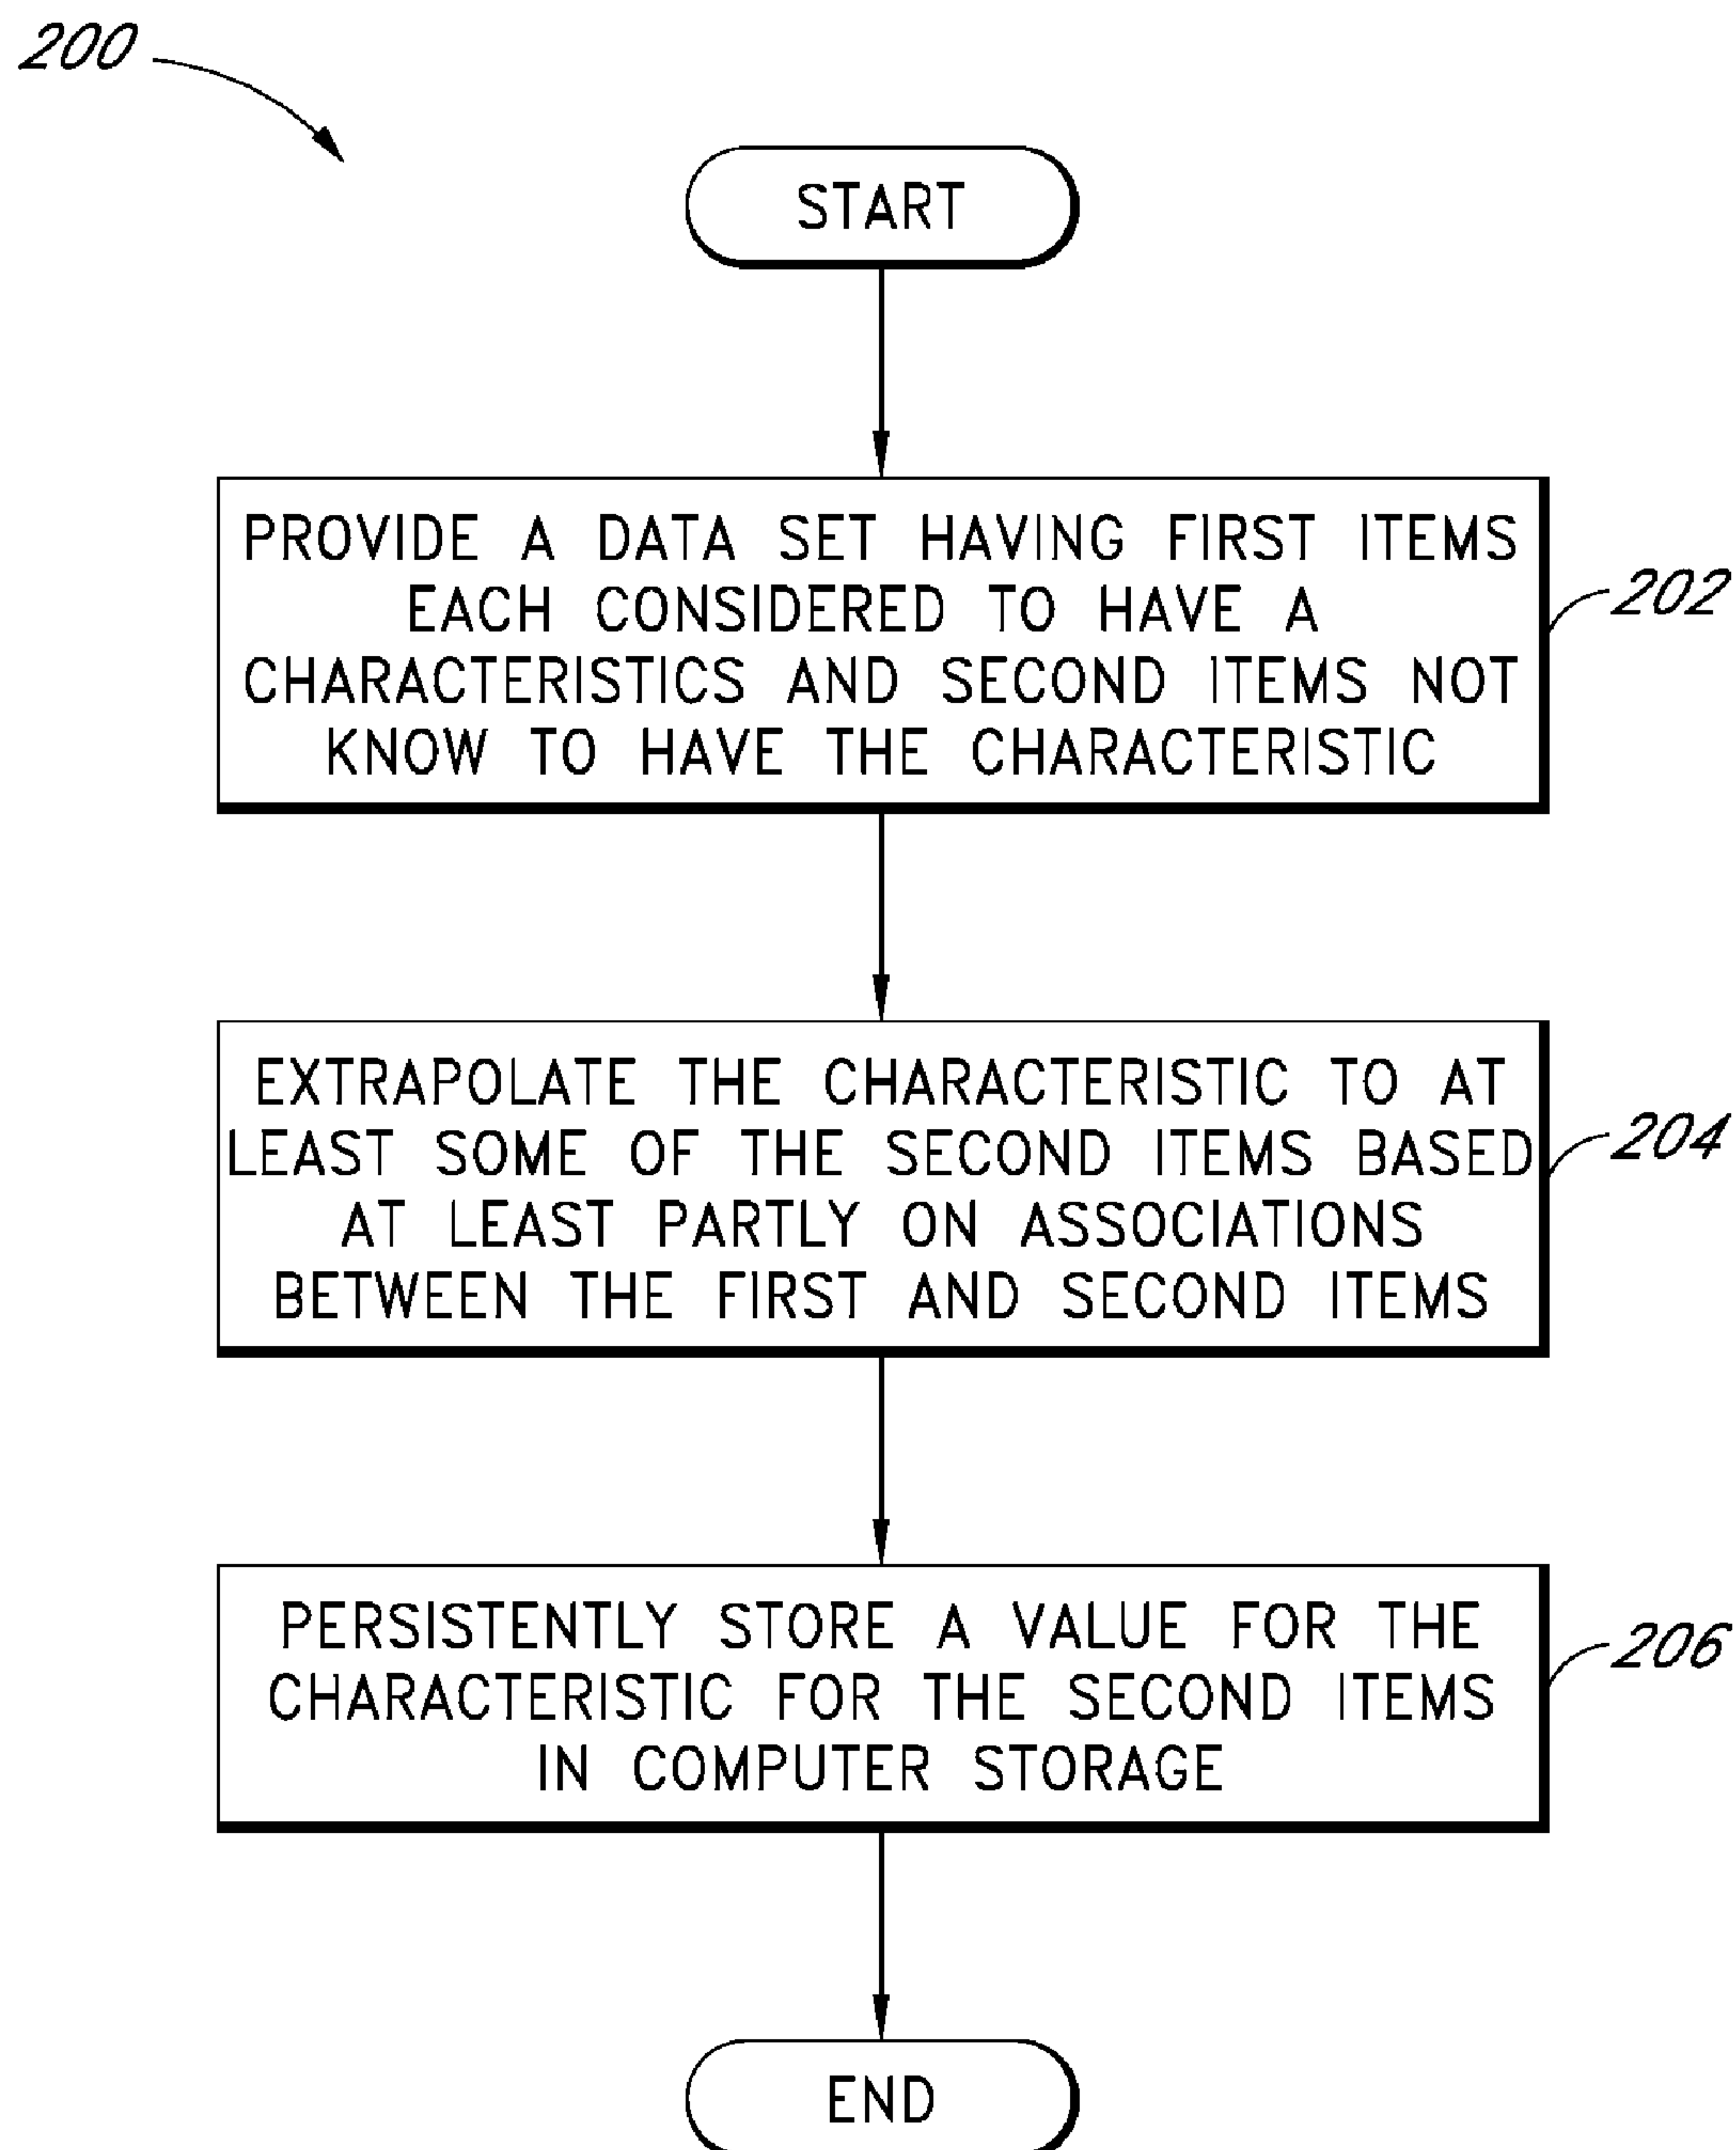 200
START
PROVIDE A DATA SET HAVING FIRST ITEMS
EACH CONSIDERED TO HAVE A
CHARACTERISTICS AND SECOND ITEMS NOT
KNOW TO HAVE THE CHARACTERISTIC
202
EXTRAPOLATE THE CHARACTERISTIC TO AT
LEAST SOME OF THE SECOND ITEMS BASED
AT LEAST PARTLY ON ASSOCIATIONS
BETWEEN THE FIRST AND SECOND ITEMS
204
PERSISTENTLY STORE A VALUE FOR THE
CHARACTERISTIC FOR THE SECOND ITEMS
IN COMPUTER STORAGE
206
END